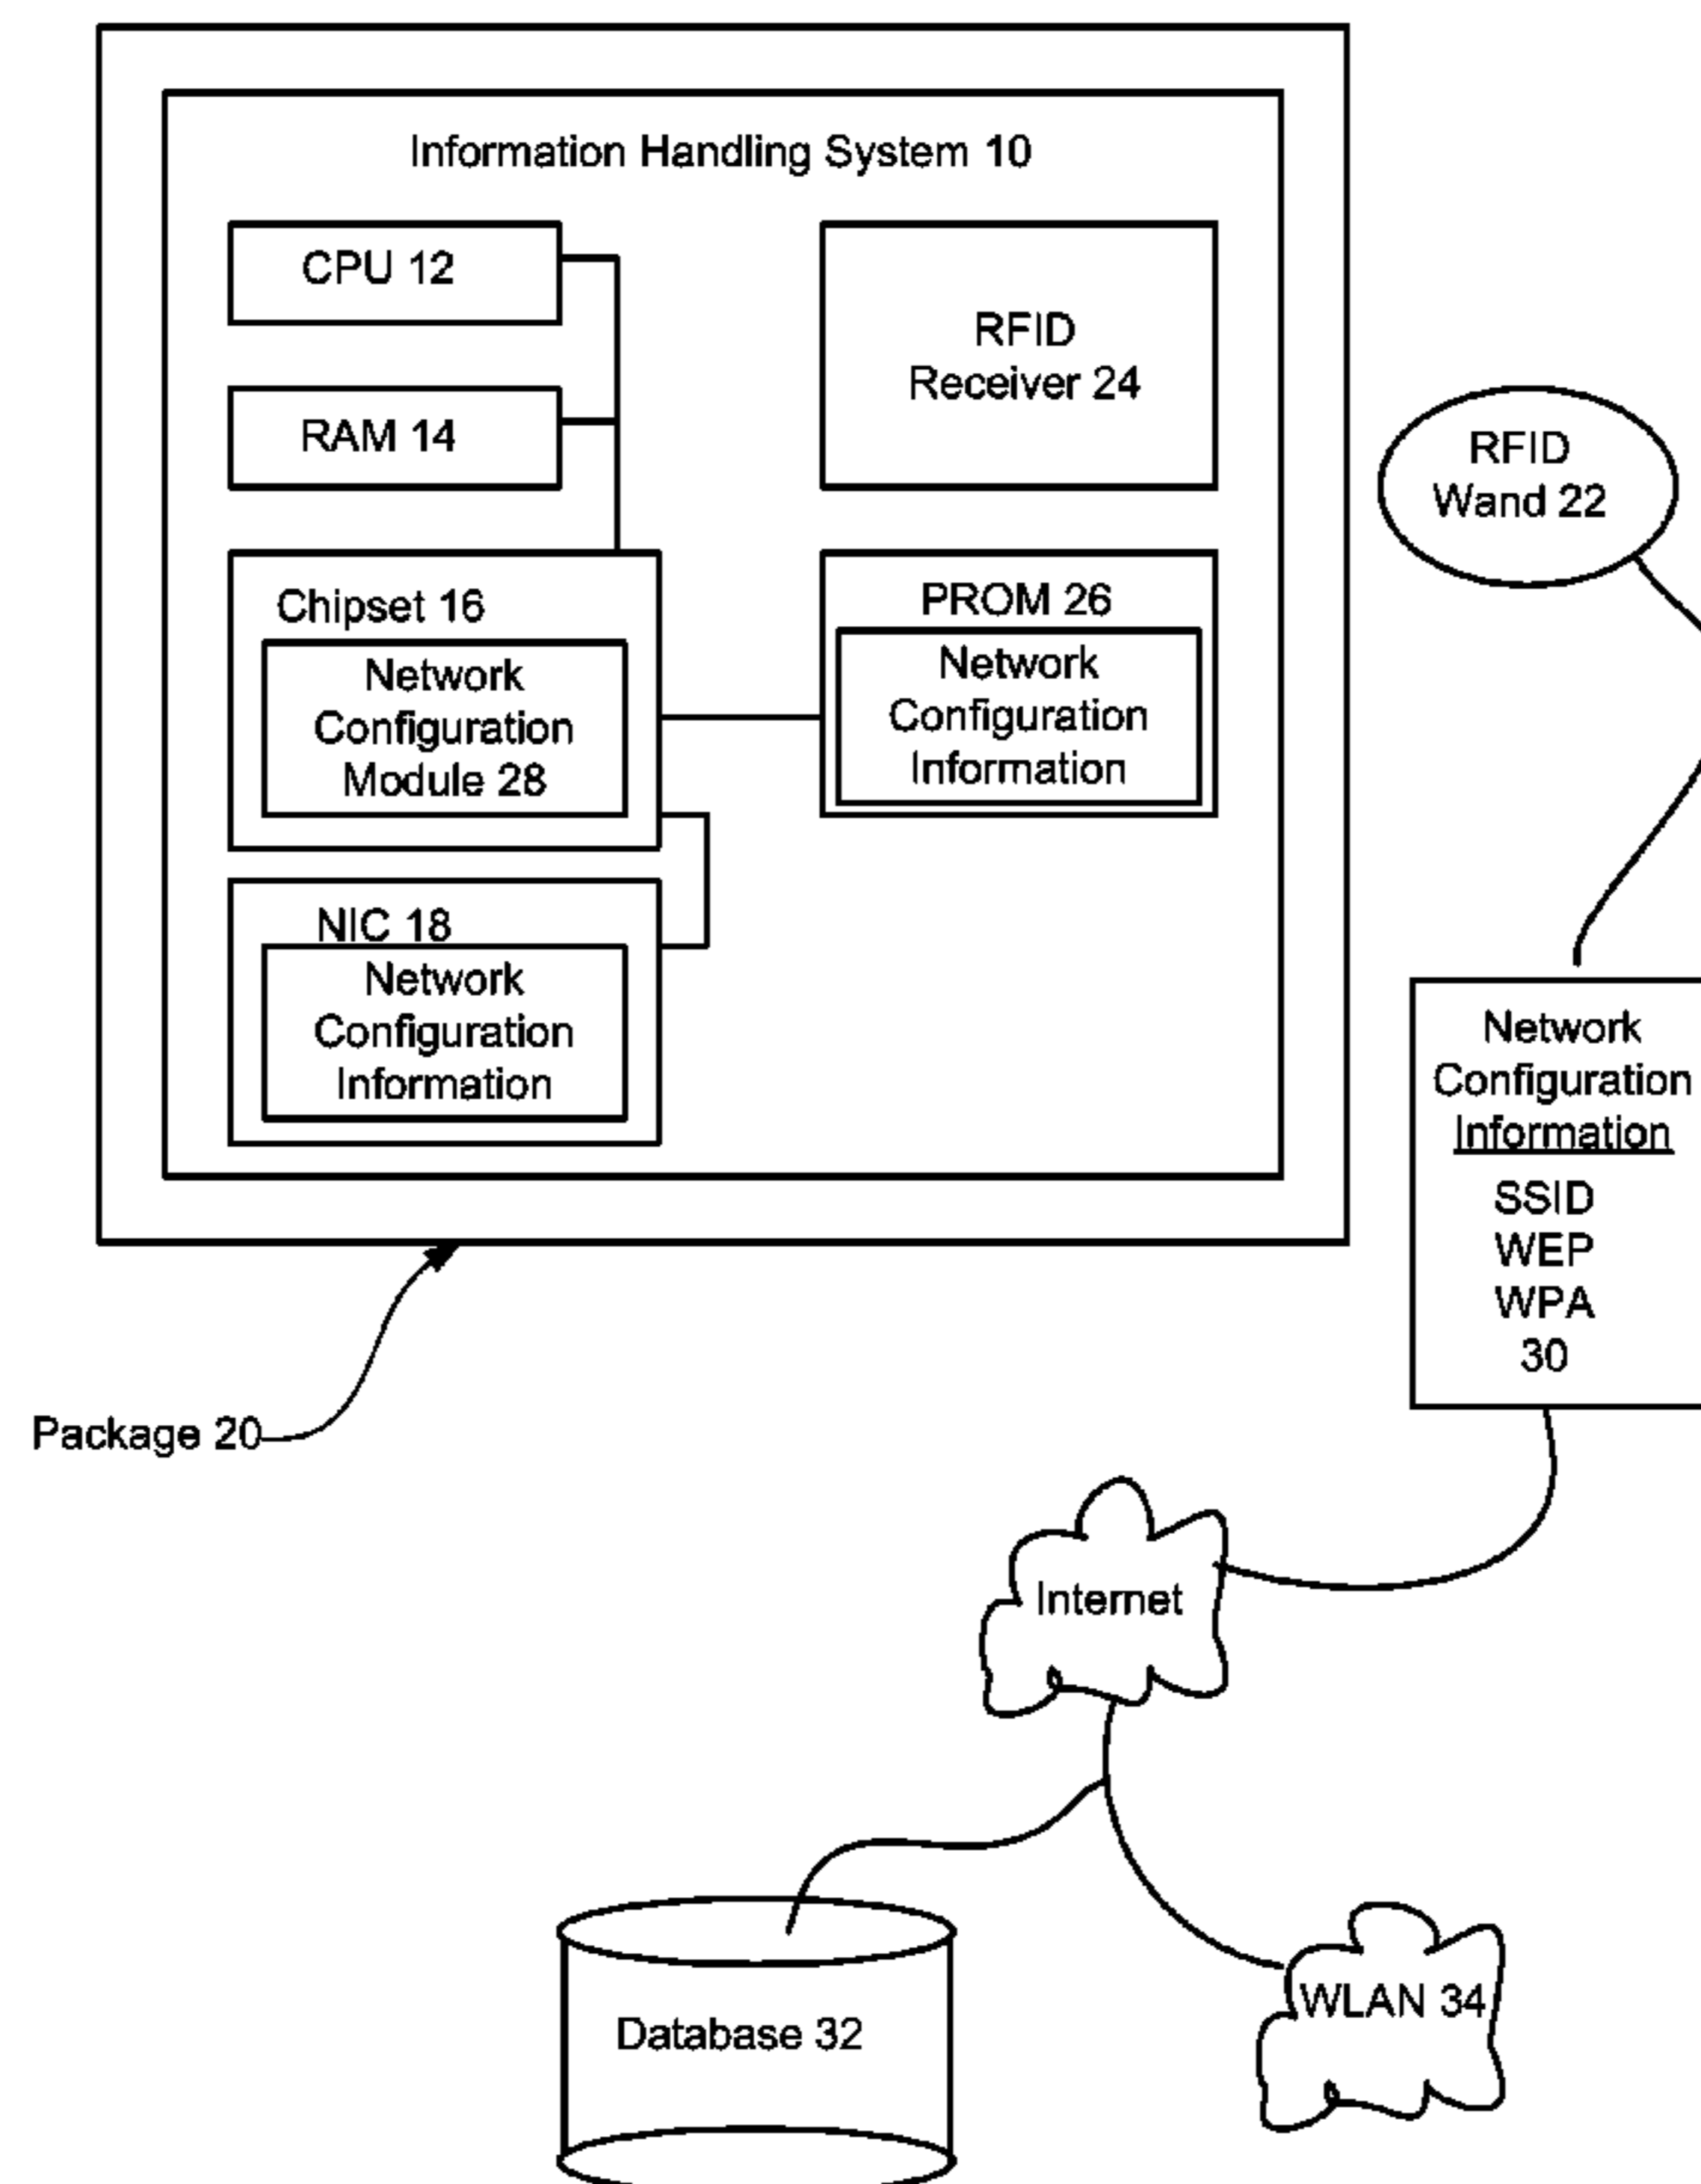 Information Handling System 10
CPU 12
RFID
Receiver 24
RAM 14
RFID
Wand 22
Chipset 16
Network
Configuration
Module 28
PROM 26
Network
Configuration
Information
NIC 18
Network
Configuration
Information
Network
Configuration
Information
SSID
WEP
WPA
30
Package 20
Internet
WLAN 34
Database 32